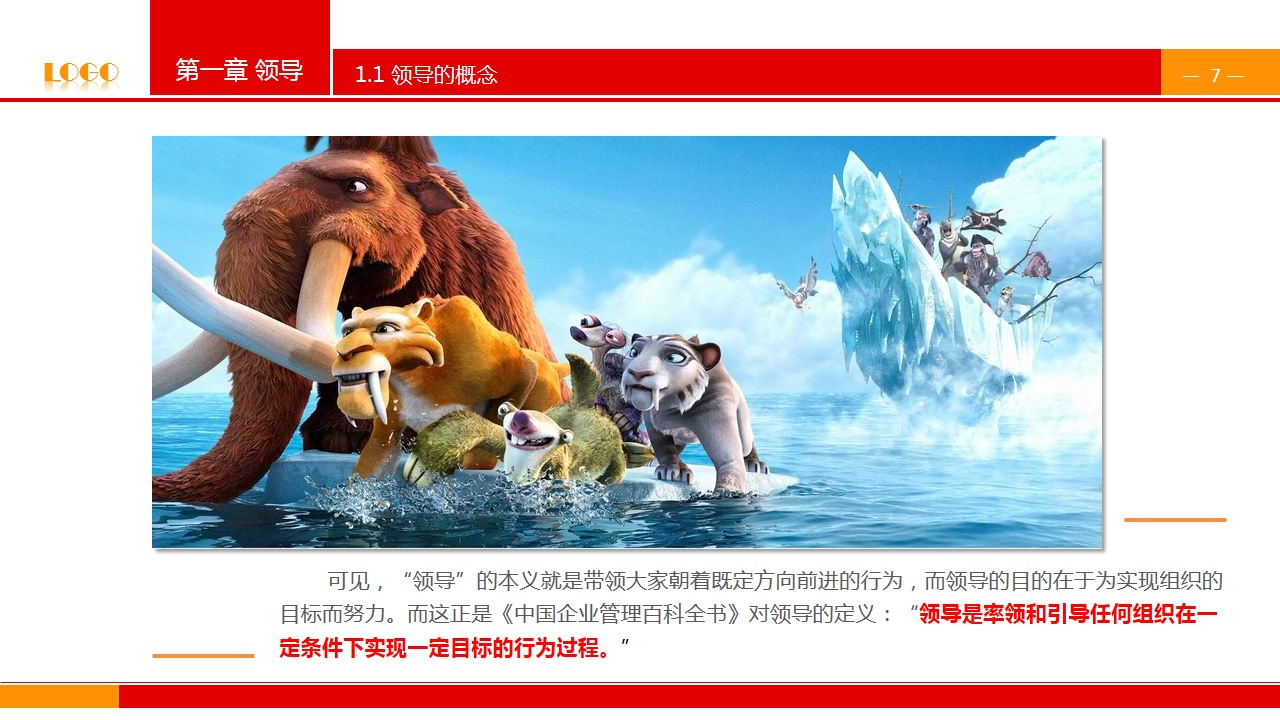 LOGO
第一章 领导
1.1 领导的概念
— 7 —
可见，“领导”的本义就是带领大家朝着既定方向前进的行为，而领导的目的在于为实现组织的
目标而努力。而这正是《中国企业管理百科全书》对领导的定义：“领导是率领和引导任何组织在一
定条件下实现一定目标的行为过程。”